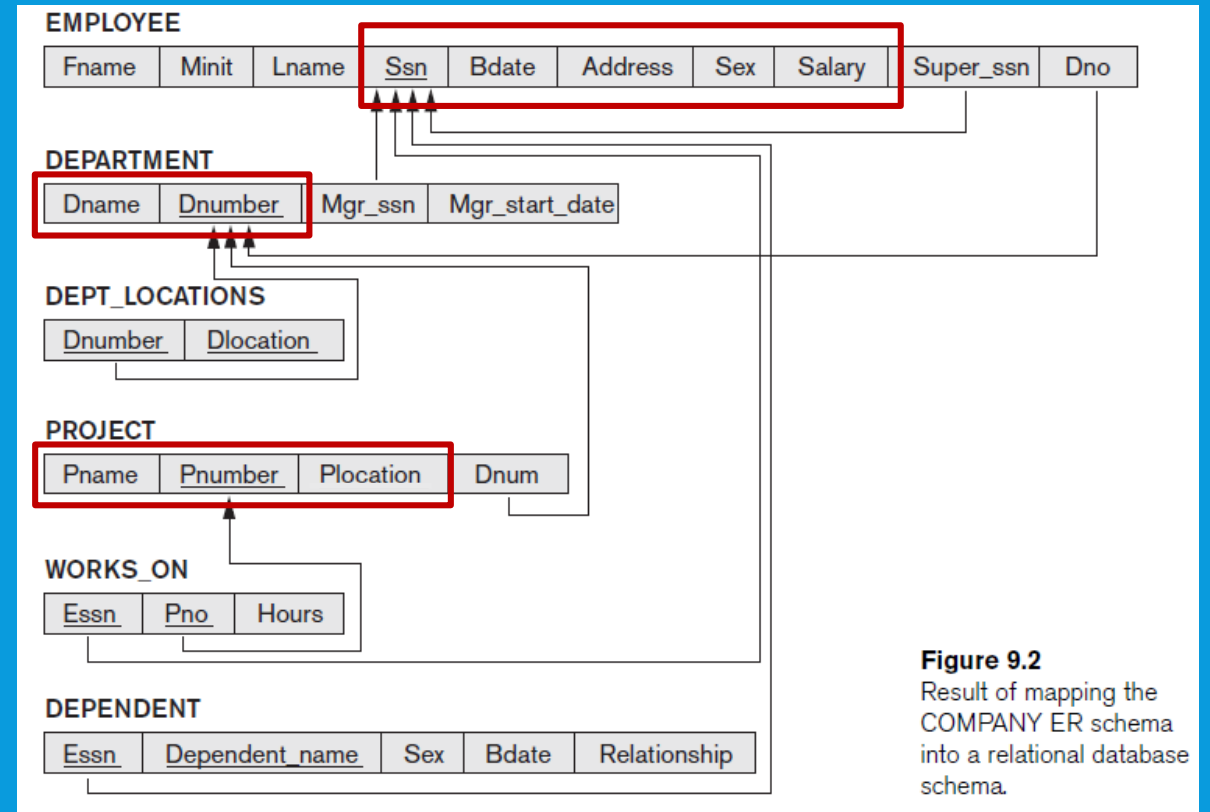 EMPLOYEE
Fname Minit Lname Ssn Bdate Address Sex Salary Super_ssn Dno
DEPARTMENT
Dname Dnumber Mgr_ssn Mgr_start_date
DEPT_LOCATIONS
Dnumber Dlocation
PROJECT
Pname Pnumber Plocation Dnum
WORKS_ON
Essn Pno Hours
DEPENDENT
Essn Dependent_name Sex Bdate Relationship
Figure 9.2
Result of mapping the
COMPANY ER schema
into a relational database
schema.